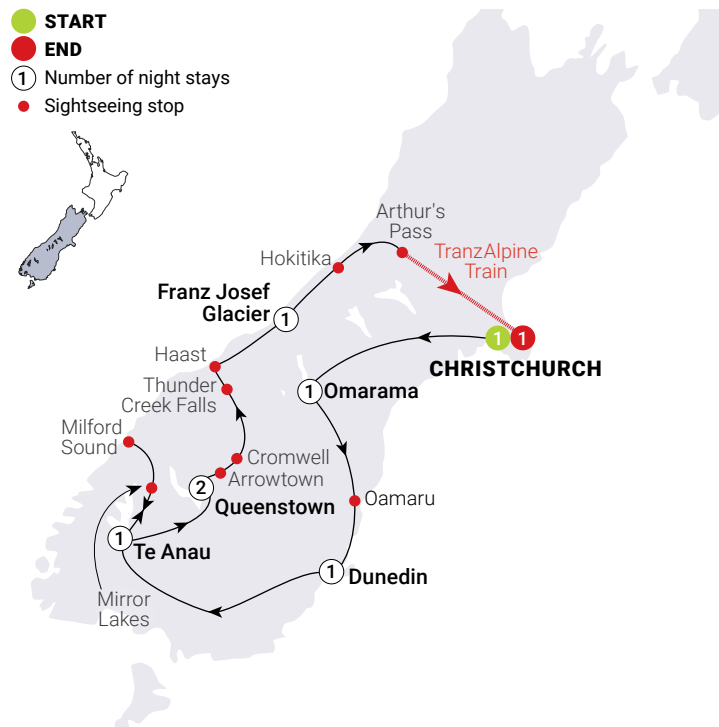 START
END
1 Number of night stays
Sightseeing stop
Arthur's
Pass
TranzAlpine
Train
Hokitika
Franz Josef
Glacier
1
1 1
CHRISTCHURCH
Haast
Thunder
Creek Falls
1 Omarama
Milford
Sound
Cromwell
Arrowtown
2
Queenstown
Oamaru
1
Te Anau
1
Dunedin
Mirror
Lakes